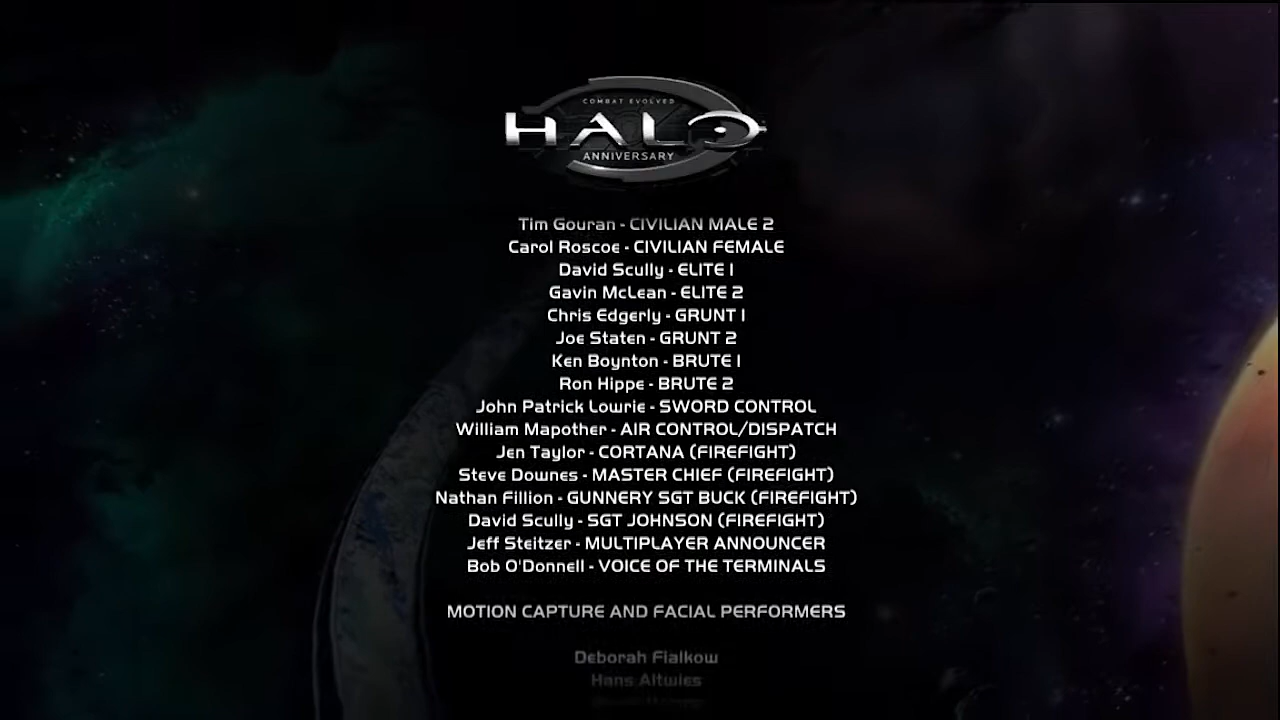 COMBAT EVOLVED
HALO
ANNIVERSARY
Tim Gouran - CIVILIAN MALE 2
Carol Roscoe - CIVILIAN FEMALE
David Scully - ELITE 1
Gavin McLean - ELITE 2
Chris Edgerly - GRUNT 1
Joe Staten - GRUNT 2
Ken Boynton - BRUTE 1
Ron Hippe - BRUTE 2
John Patrick Lowrie - SWORD CONTROL
William Mapother - AIR CONTROL/DISPATCH
Jen Taylor - CORTANA (FIREFIGHT)
Steve Downes - MASTER CHIEF (FIREFIGHT)
Nathan Fillion - GUNNERY SGT BUCK (FIREFIGHT)
David Scully - SGT JOHNSON (FIREFIGHT)
Jeff Steitzer - MULTIPLAYER ANNOUNCER
Bob O'Donnell - VOICE OF THE TERMINALS
MOTION CAPTURE AND FACIAL PERFORMERS
Deborah Fialkow
Hans Altwies